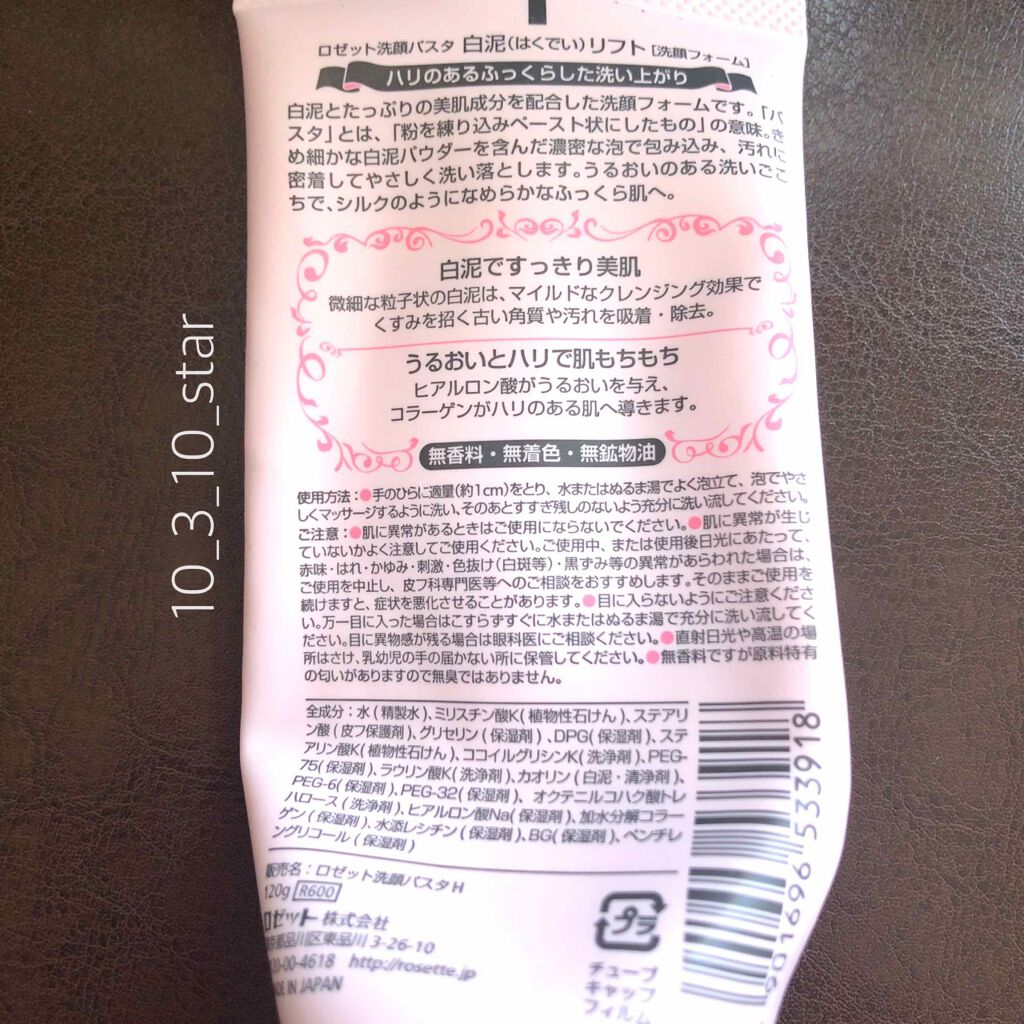 ロゼット洗顔パスタ 白泥(はくでい)リフト [洗顔フォーム]
ハリのあるふっくらした洗い上がり
白泥とたっぷりの美肌成分を配合した洗顔フォームです。「パ
スタ」とは、「粉を練り込みペースト状にしたもの」の意味。き
め細かな白泥パウダーを含んだ濃密な泡で包み込み、汚れに
密着してやさしく洗い落とします。うるおいのある洗いごこ
ちで、シルクのようになめらかなふっくら肌へ。
白泥ですっきり美肌
微細な粒子状の白泥は、マイルドなクレンジング効果で
くすみを招く古い角質や汚れを吸着・除去。
うるおいとハリで肌もちもち
ヒアルロン酸がうるおいを与え、
コラーゲンがハリのある肌へ導きます。
無香料・無着色・無鉱物油
使用方法:●手のひらに適量(約1cm)をとり、水またはぬるま湯でよく泡立て、泡でやさ
しくマッサージするように洗い、そのあとすすぎ残しのないよう充分に洗い流してください。
ご注意:●肌に異常があるときはご使用にならないでください。●肌に異常が生じ
ていないかよく注意してご使用ください。ご使用中、または使用後日光にあたって、
赤味・はれ・かゆみ・刺激・色抜け(白斑等)・黒ずみ等の異常があらわれた場合は、
ご使用を中止し、皮フ科専門医等へのご相談をおすすめします。そのままご使用を
続けますと、症状を悪化させることがあります。●目に入らないようにご注意くださ
い。万一目に入った場合はこすらずすぐに水またはぬるま湯で充分に洗い流してく
ださい。目に異物感が残る場合は眼科医にご相談ください。●直射日光や高温の場
所はさけ、乳幼児の手の届かない所に保管してください。●無香料ですが原料特有
の匂いがありますので無臭ではありません。
全成分:水(精製水)、ミリスチン酸K(植物性石けん)、ステアリ
ン酸(皮フ保護剤)、グリセリン(保湿剤)、DPG(保湿剤)、ステ
アリン酸K(植物性石けん)、ココイルグリシンK(洗浄剤)、PEG-
75(保湿剤)、ラウリン酸K(洗浄剤)、カオリン(白泥・清浄剤)、
PEG-6(保湿剤)、PEG-32(保湿剤)、オクテニルコハク酸トレ
ハロース(洗浄剤)、ヒアルロン酸Na(保湿剤)、加水分解コラー
ゲン(保湿剤)、水添レシチン(保湿剤)、BG(保湿剤)、ペンチレ
ングリコール(保湿剤)
販売名:ロゼット洗顔パスタH
120g R600
ロゼット株式会社
京都品川区東品川3-26-10
20-00-4618 http://rosette.jp
DE IN JAPAN
プラ
チューブ
キャップ
フィルム
901696 533918
10_3_10_star